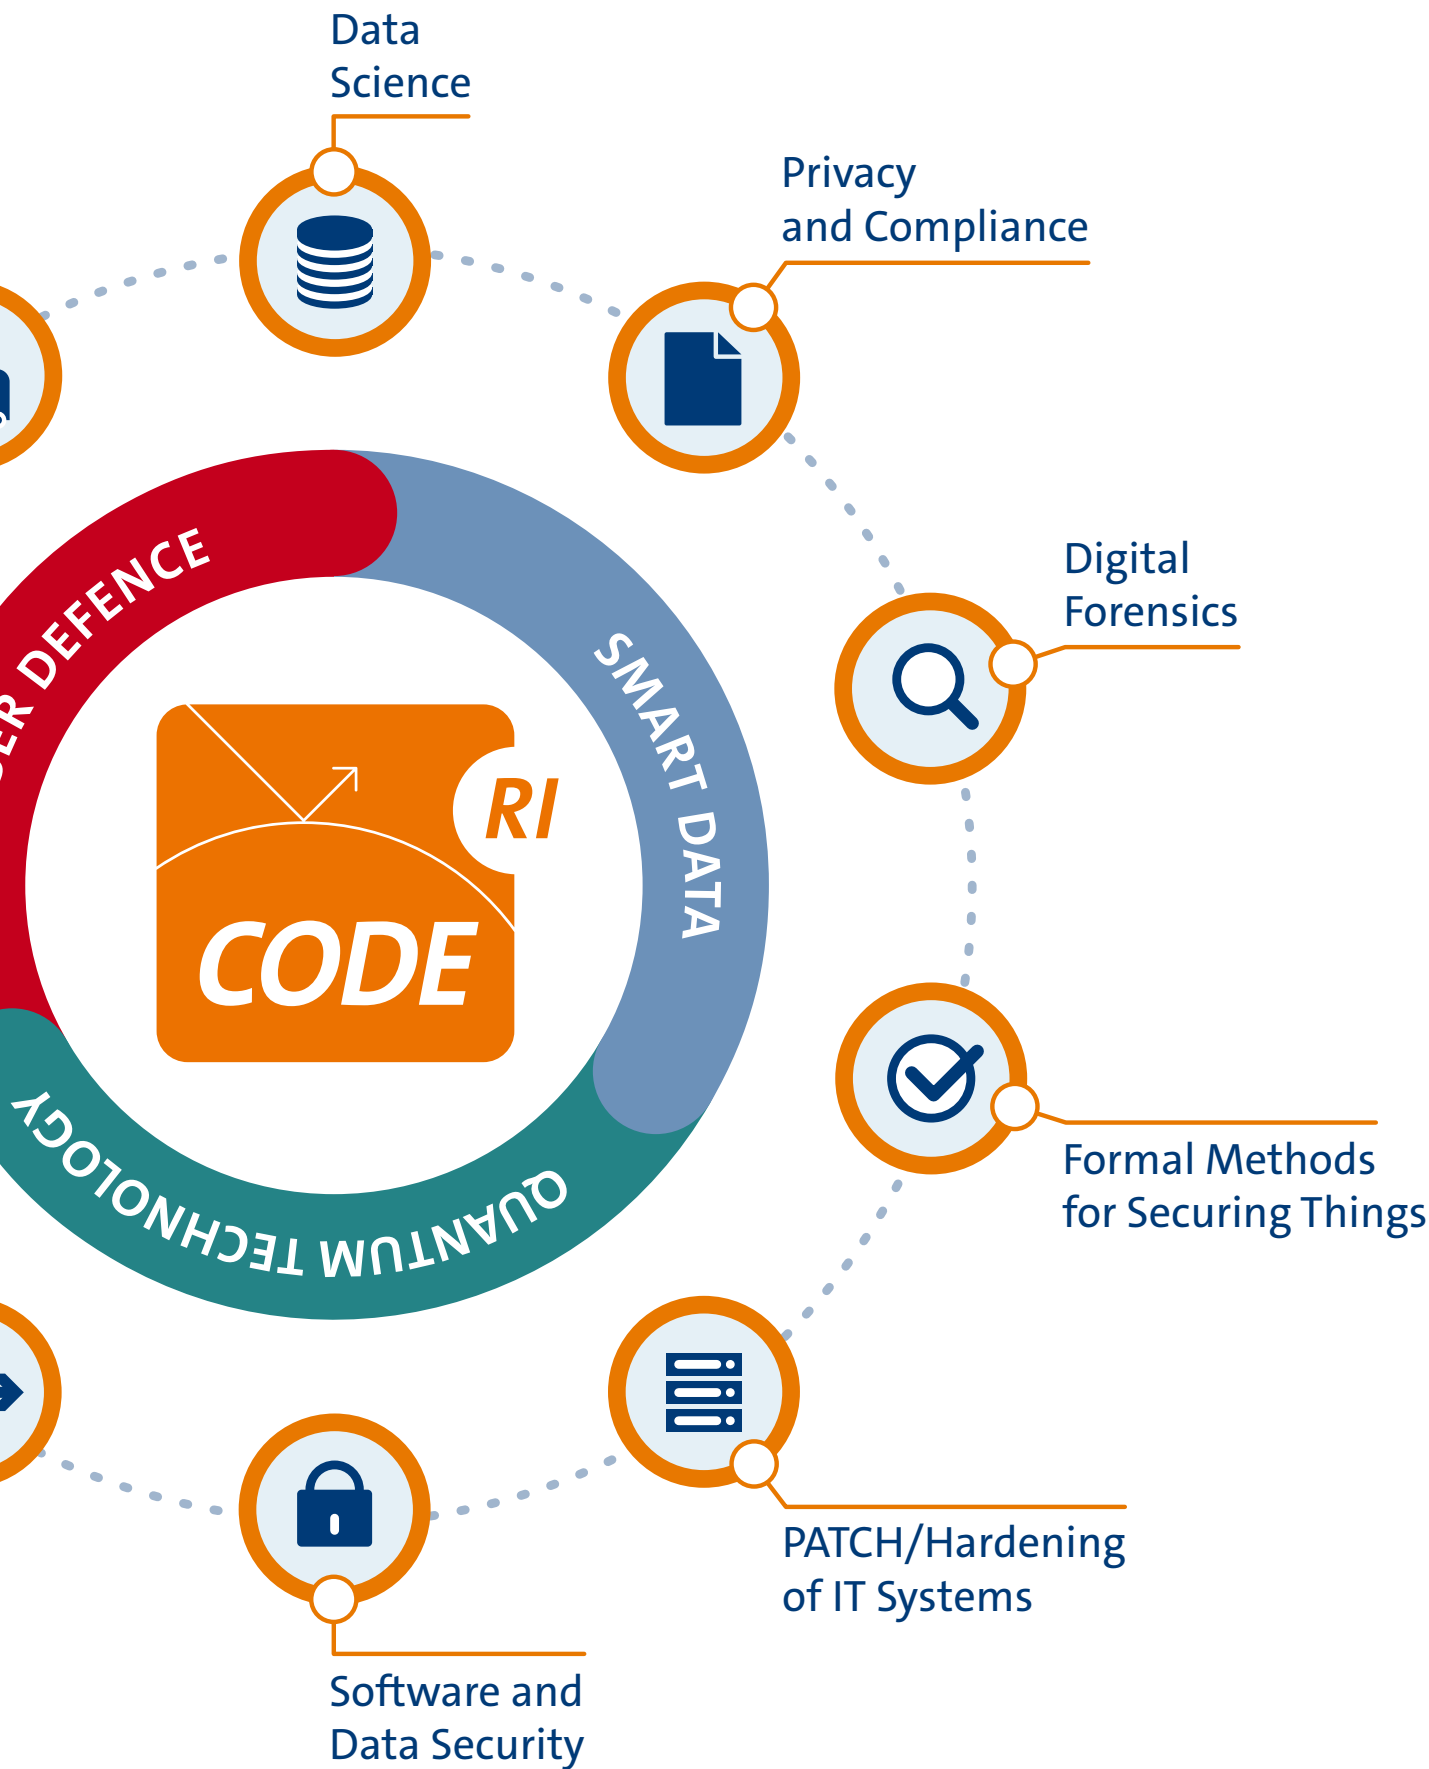 Data
Science
Privacy
and Compliance
Digital
Forensics
DEFENCE
SMART DATA
RI
CODE
QUANTUM TECHNOLOGY
Formal Methods
for Securing Things
PATCH/Hardening
of IT Systems
Software and
Data Security